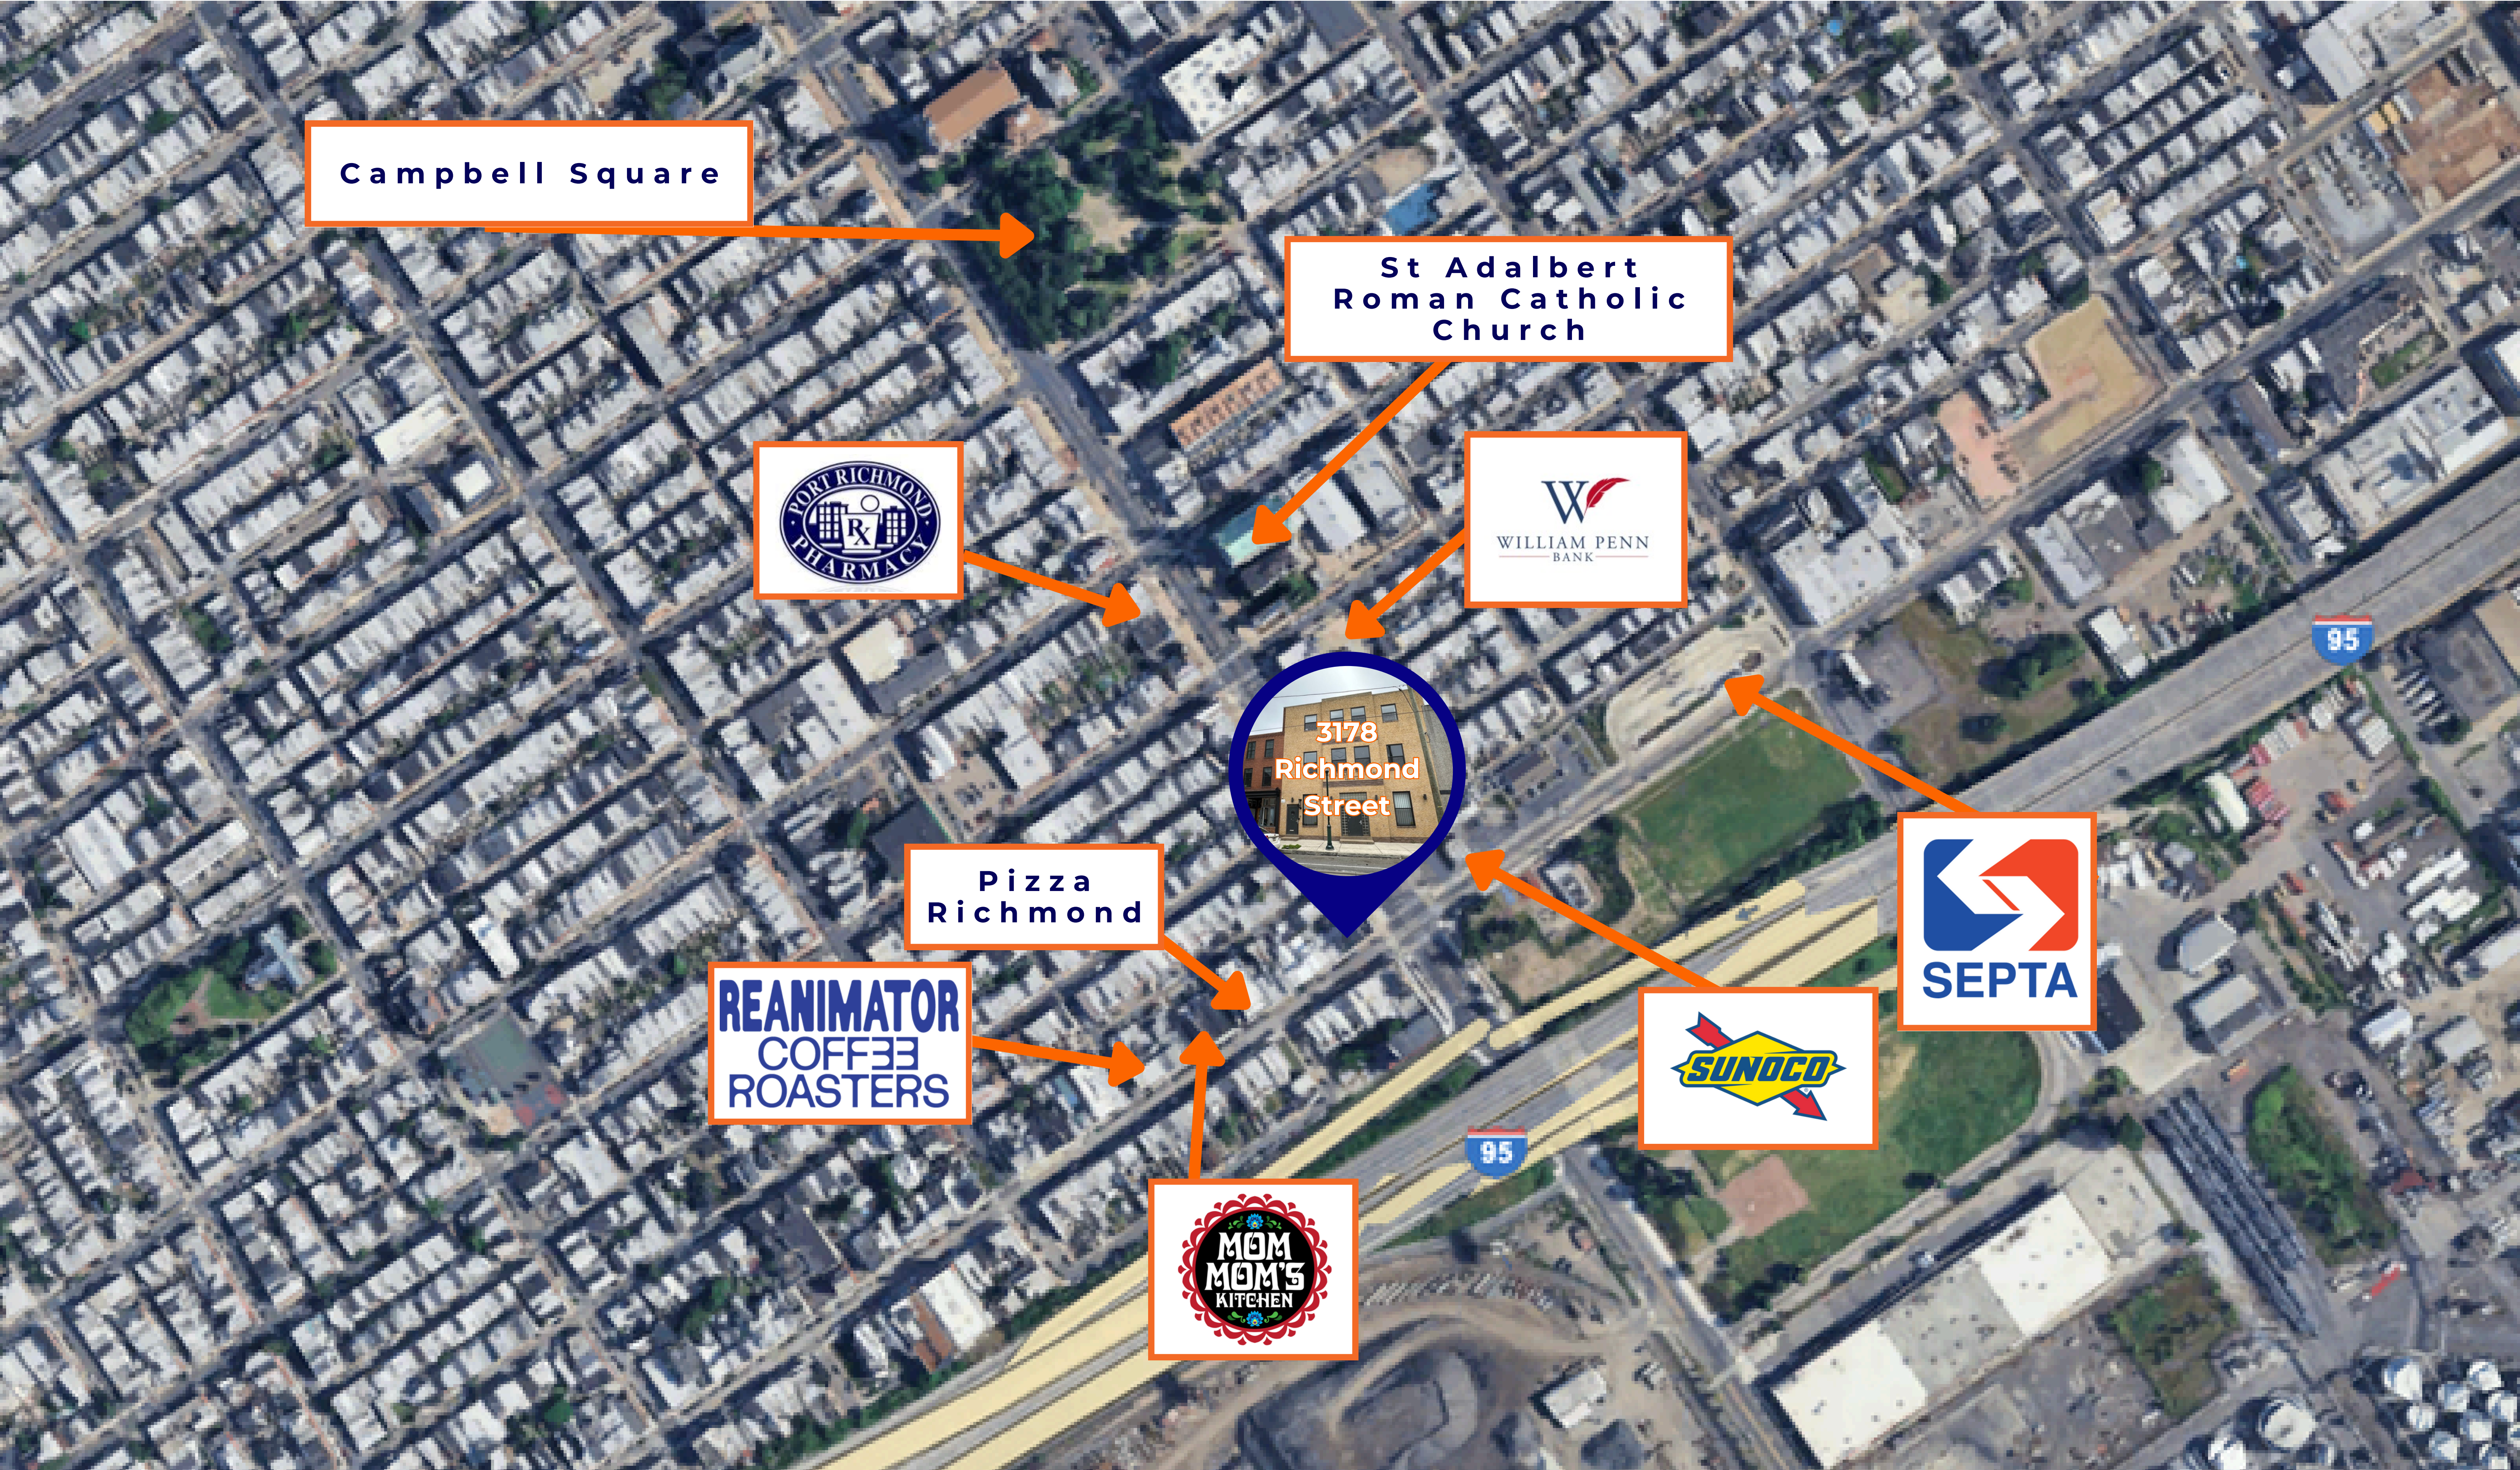 Campbell Square
St Adalbert
Roman Catholic
Church
PORT RICHMOND
RX
PHARMACY
W
WILLIAM PENN
BANK
95
3178
Richmond
Street
Pizza
Richmond
SEPTA
REANIMATOR
COFFEE
ROASTERS
SUNOCO
95
MOM
MOM'S
KITCHEN